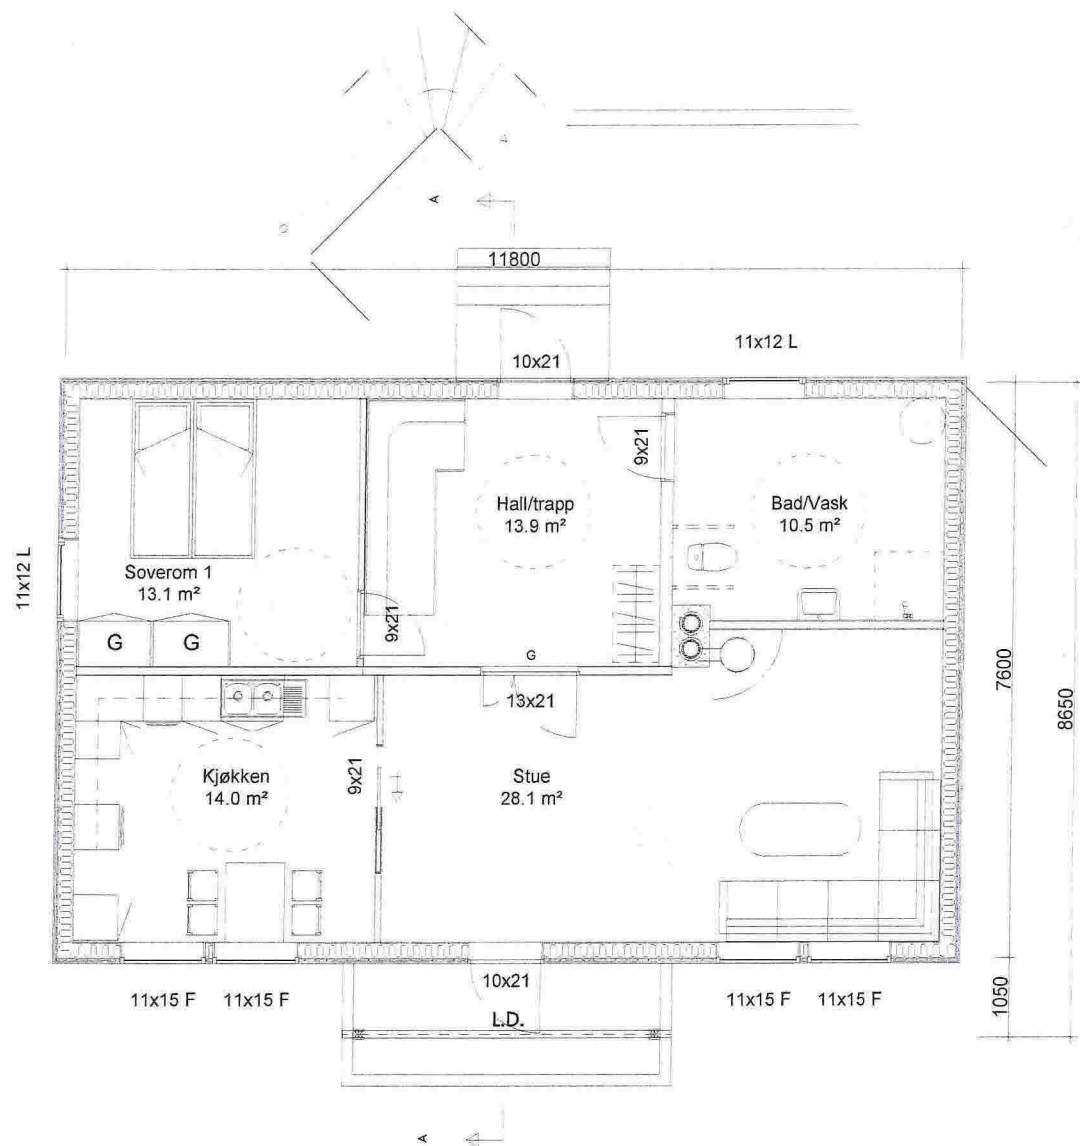 A
11800
11x12 L
10x21
9x21
Hall/trapp
13.9 m²
Bad/Vask
10.5 m²
11x12 L
Soverom 1
13.1 m²
9x21
G
G
G
7600
8650
13x21
Kjøkken
14.0 m²
9x21
Stue
28.1 m²
10x21
11x15 F
11x15 F
11x15 F
11x15 F
1050
L.D.
A